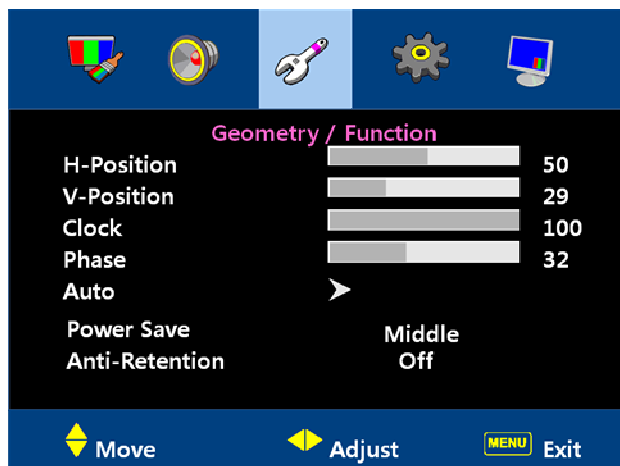 Geometry / Function
H-Position 50
V-Position 29
Clock 100
Phase 32
Auto
Power Save Middle
Anti-Retention Off
Move Adjust MENU Exit